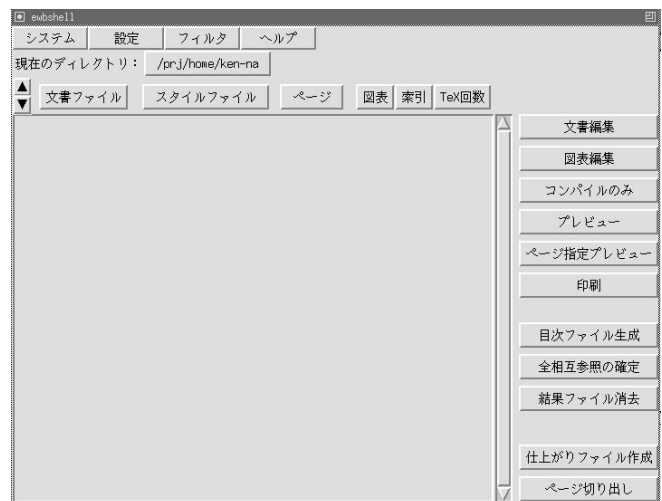 ewbshell
システム 設定 フィルタ ヘルプ
現在のディレクトリ： /prj/home/ken-na
文書ファイル スタイルファイル ページ 図表 索引 TeX回数
文書編集
図表編集
コンパイルのみ
プレビュー
ページ指定プレビュー
印刷
目次ファイル生成
全相互参照の確定
結果ファイル消去
仕上がりファイル作成
ページ切り出し